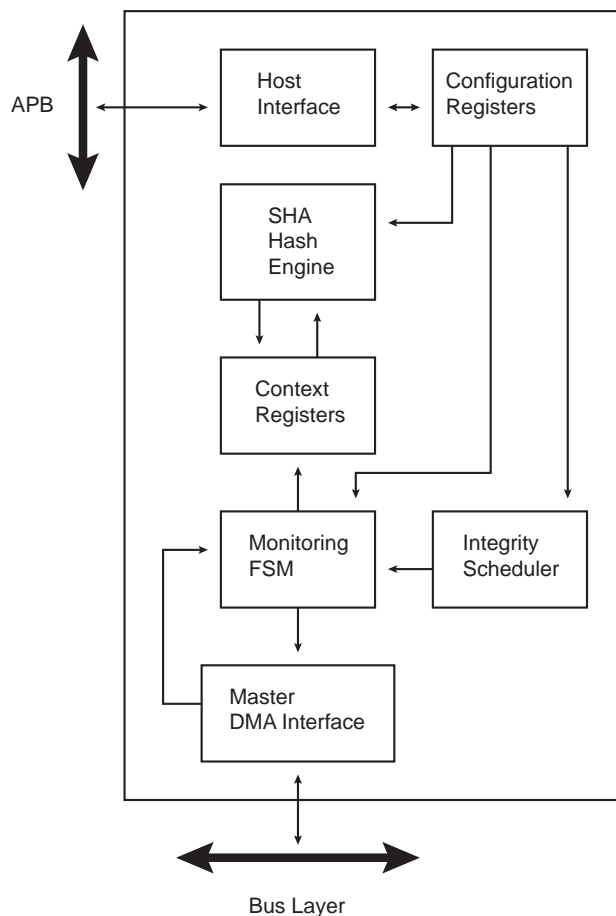 APB
Host
Interface
Configuration
Registers
SHA
Hash
Engine
Context
Registers
Monitoring
FSM
Integrity
Scheduler
Master
DMA Interface
Bus Layer